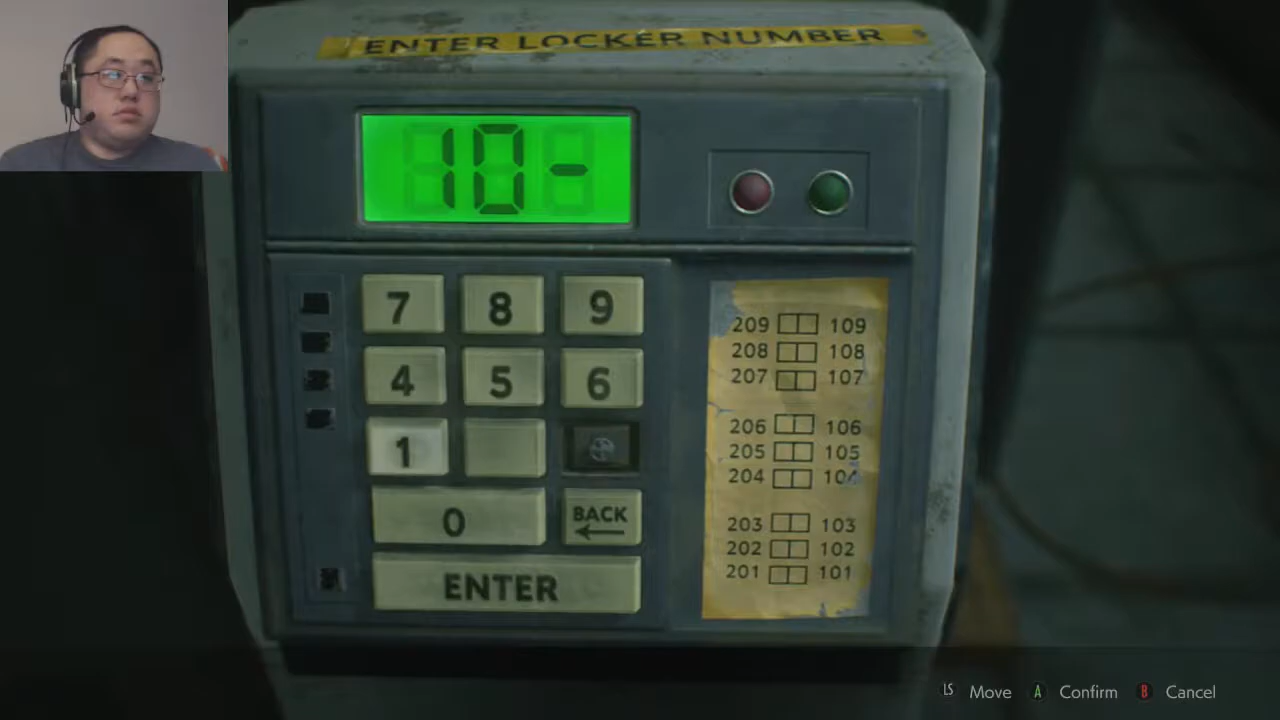 ENTER LOCKER NUMBER
10-
7 8 9
4 5 6
1
0 BACK
ENTER
209 109
208 108
207 107
206 106
205 105
204 104
203 103
202 102
201 101
LS Move A Confirm B Cancel